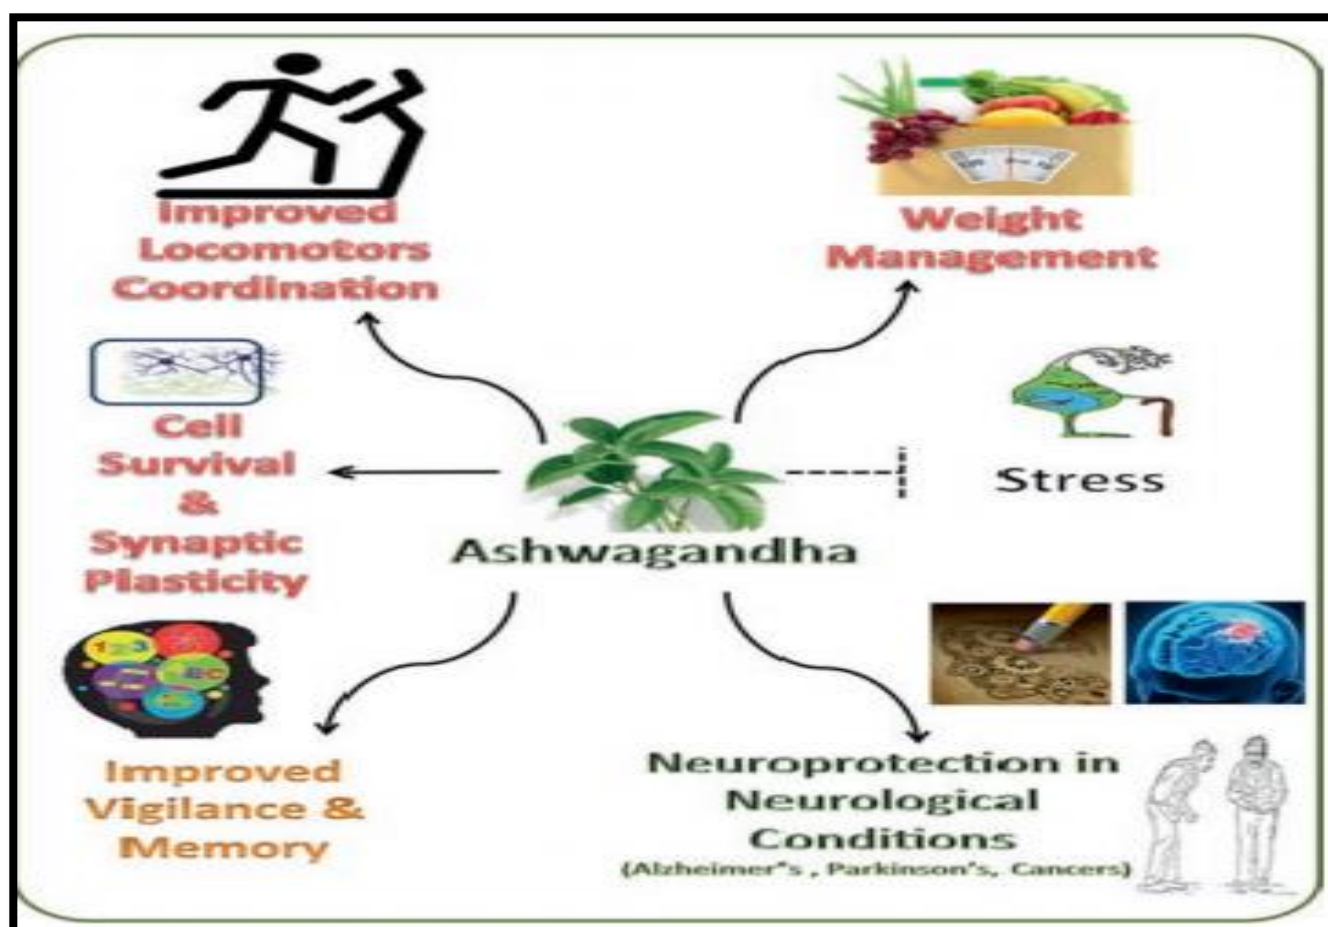 Improved
Locomotors
Coordination
Weight
Management
Cell
Survival
&
Synaptic
Plasticity
Stress
Ashwagandha
Improved
Vigilance &
Memory
Neuroprotection in
Neurological
Conditions
(Alzheimer"s , Parkinson's, Cancers)